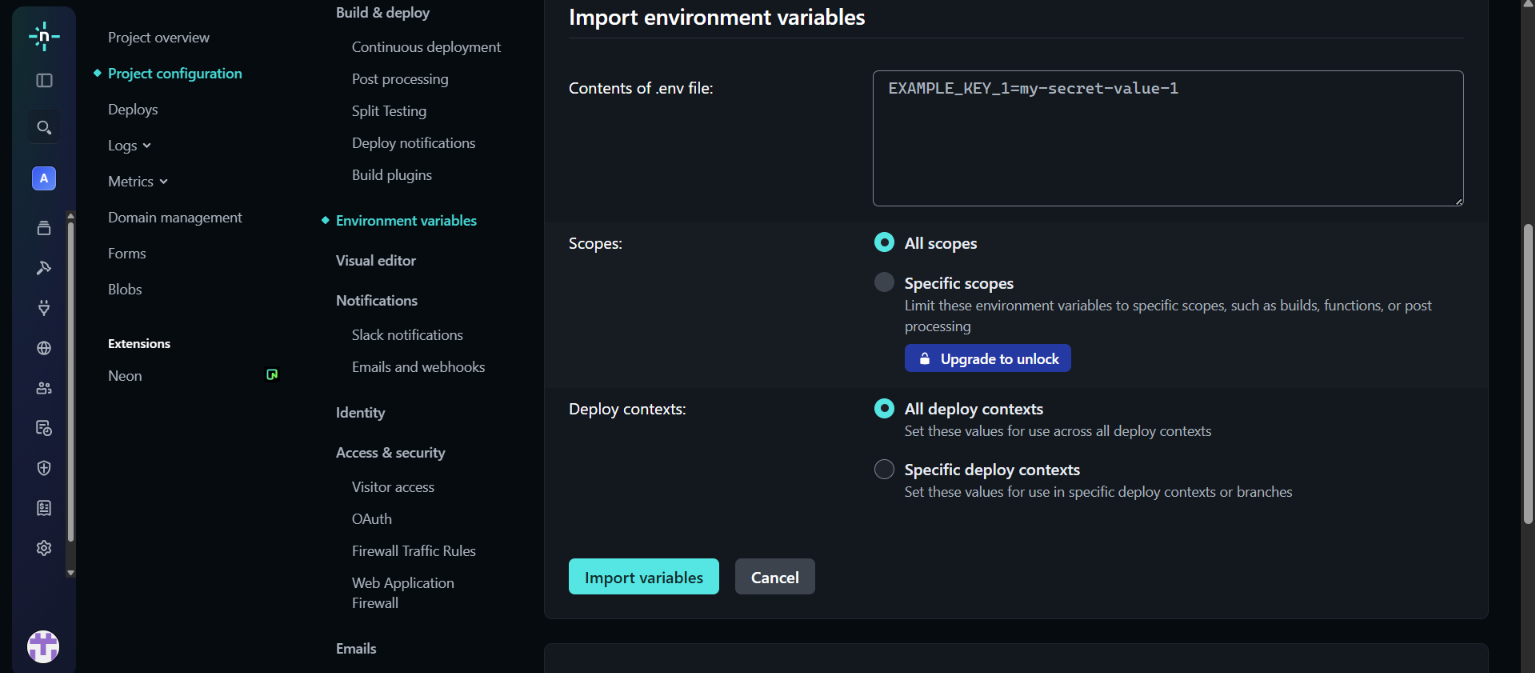 n
A
Project overview
Project configuration
Deploys
Logs
Metrics
Domain management
Forms
Blobs
Extensions
Neon
Build & deploy
Continuous deployment
Post processing
Split Testing
Deploy notifications
Build plugins
Environment variables
Visual editor
Notifications
Slack notifications
Emails and webhooks
Identity
Access & security
Visitor access
OAuth
Firewall Traffic Rules
Web Application
Firewall
Emails
Import environment variables
Contents of .env file:
EXAMPLE_KEY_1=my-secret-value-1
Scopes:
All scopes
Specific scopes
Limit these environment variables to specific scopes, such as builds, functions, or post
processing
Upgrade to unlock
Deploy contexts:
All deploy contexts
Set these values for use across all deploy contexts
Specific deploy contexts
Set these values for use in specific deploy contexts or branches
Import variables
Cancel